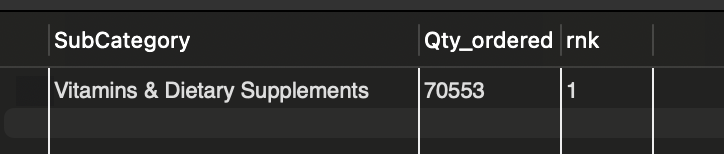 SubCategory Qty_ordered rnk
Vitamins & Dietary Supplements 70553 1